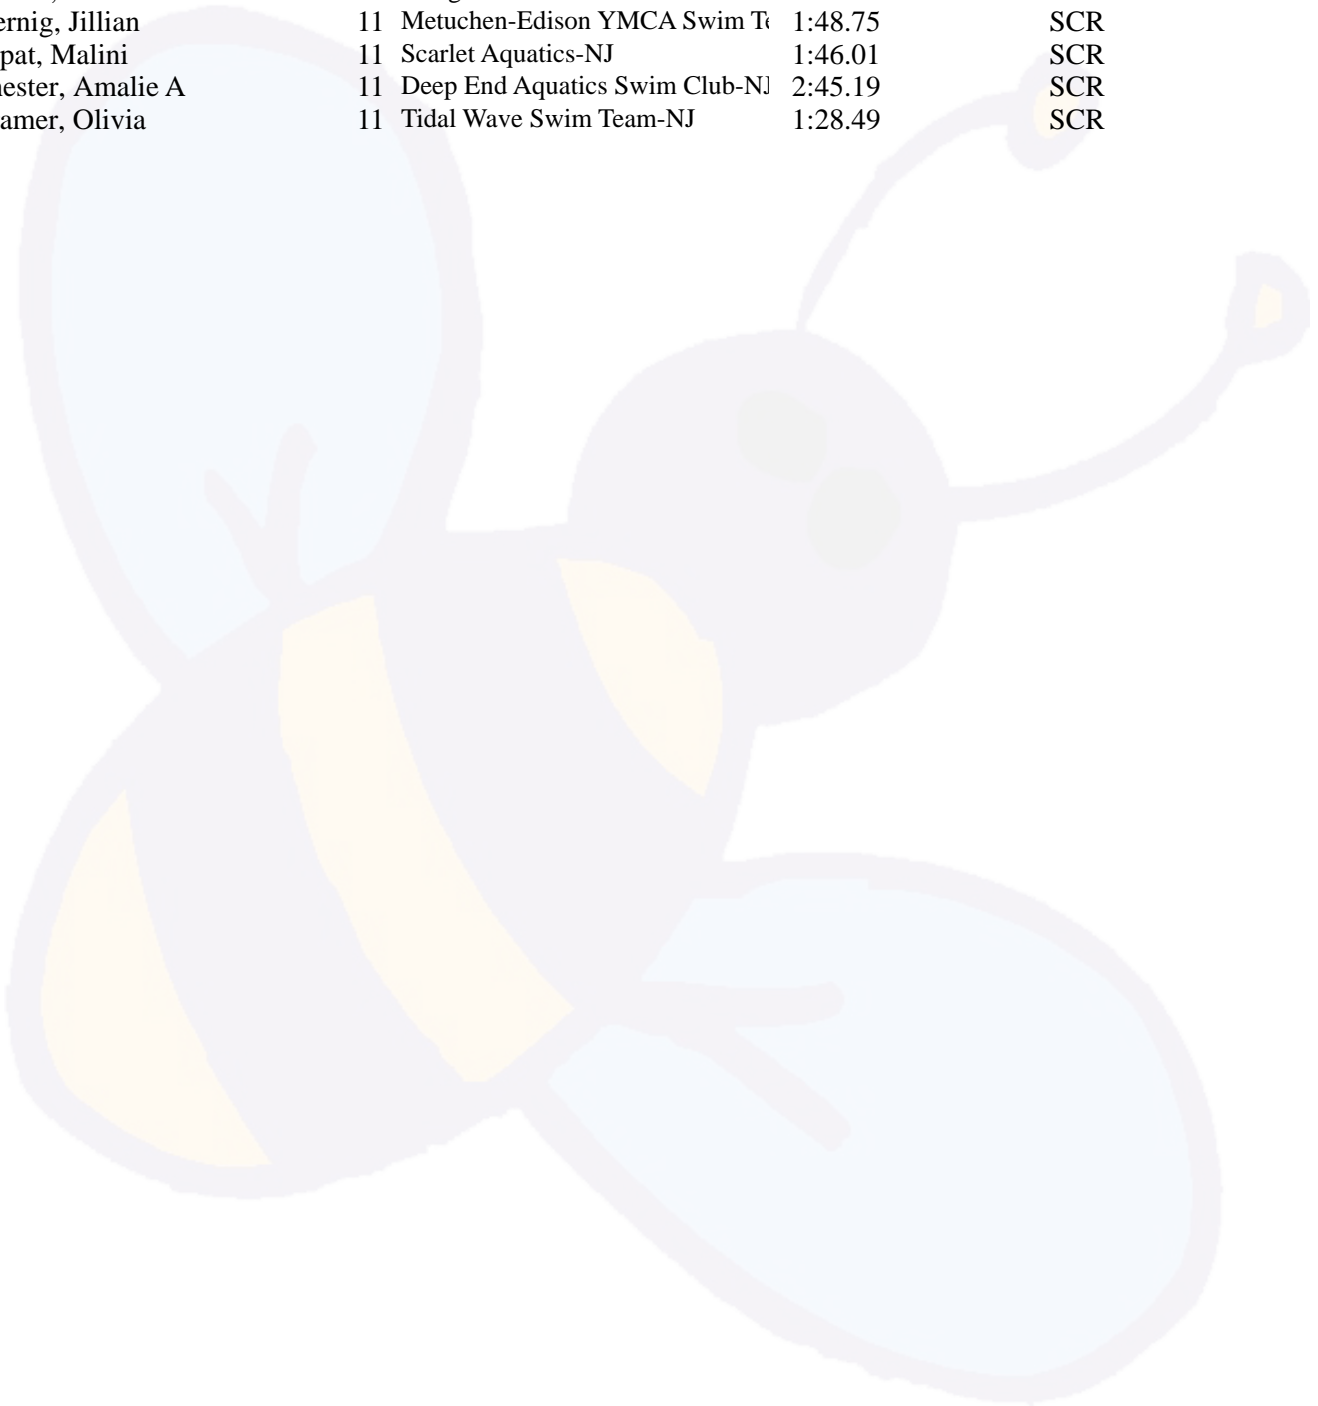 ernig, Jillian 11 Metuchen-Edison YMCA Swim Te 1:48.75 SCR
pat, Malini 11 Scarlet Aquatics-NJ 1:46.01 SCR
ester, Amalie A 11 Deep End Aquatics Swim Club-NJ 2:45.19 SCR
amer, Olivia 11 Tidal Wave Swim Team-NJ 1:28.49 SCR